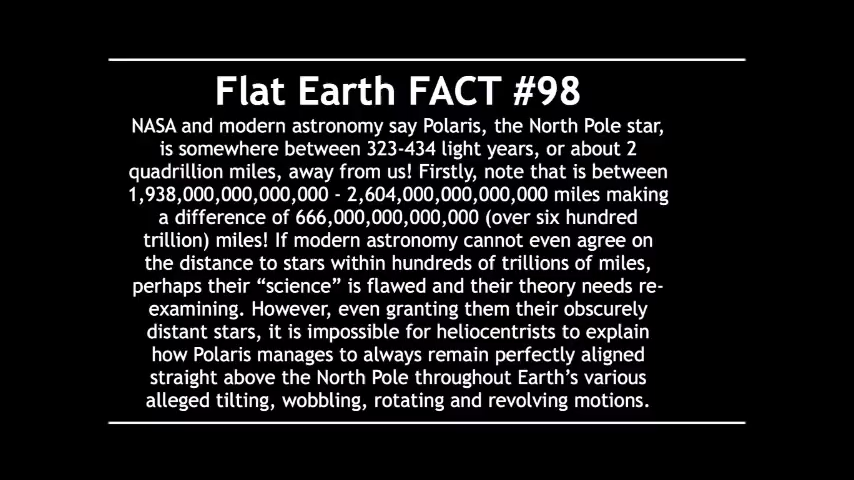 Flat Earth FACT #98
NASA and modern astronomy say Polaris, the North Pole star,
is somewhere between 323-434 light years, or about 2
quadrillion miles, away from us! Firstly, note that is between
1,938,000,000,000,000 - 2,604,000,000,000,000 miles making
a difference of 666,000,000,000,000 (over six hundred
trillion) miles! If modern astronomy cannot even agree on
the distance to stars within hundreds of trillions of miles,
perhaps their “science” is flawed and their theory needs re-
examining. However, even granting them their obscurely
distant stars, it is impossible for heliocentrists to explain
how Polaris manages to always remain perfectly aligned
straight above the North Pole throughout Earth’s various
alleged tilting, wobbling, rotating and revolving motions.